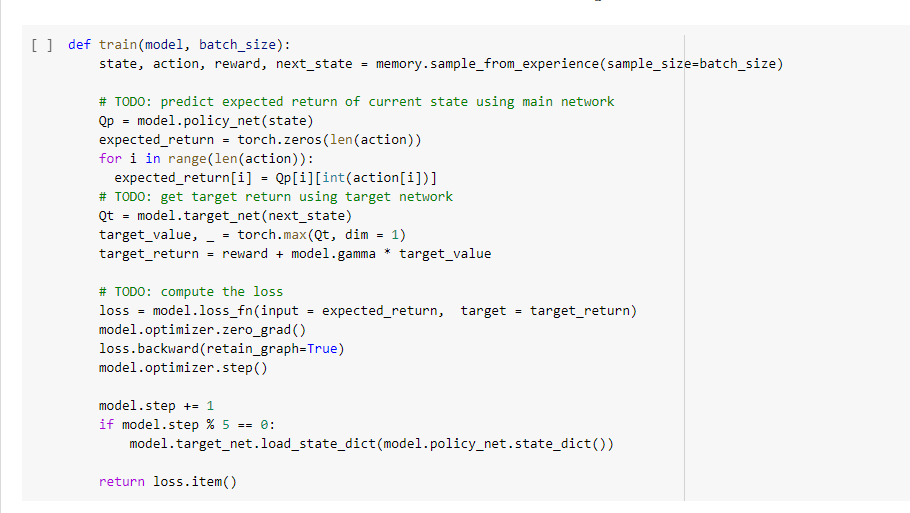 [ ] def train(model, batch_size):
state, action, reward, next_state = memory.sample_from_experience(sample_size=batch_size)
# TODO: predict expected return of current state using main network
Qp = model.policy_net(state)
expected_return = torch.zeros(len(action))
for i in range(len(action)):
expected_return[i] = Qp[i][int(action[i])]
# TODO: get target return using target network
Qt = model.target_net(next_state)
target_value, _ = torch.max(Qt, dim = 1)
target_return = reward + model.gamma * target_value
# TODO: compute the loss
loss = model.loss_fn(input = expected_return,  target = target_return)
model.optimizer.zero_grad()
loss.backward(retain_graph=True)
model.optimizer.step()
model.step += 1
if model.step % 5 == 0:
model.target_net.load_state_dict(model.policy_net.state_dict())
return loss.item()